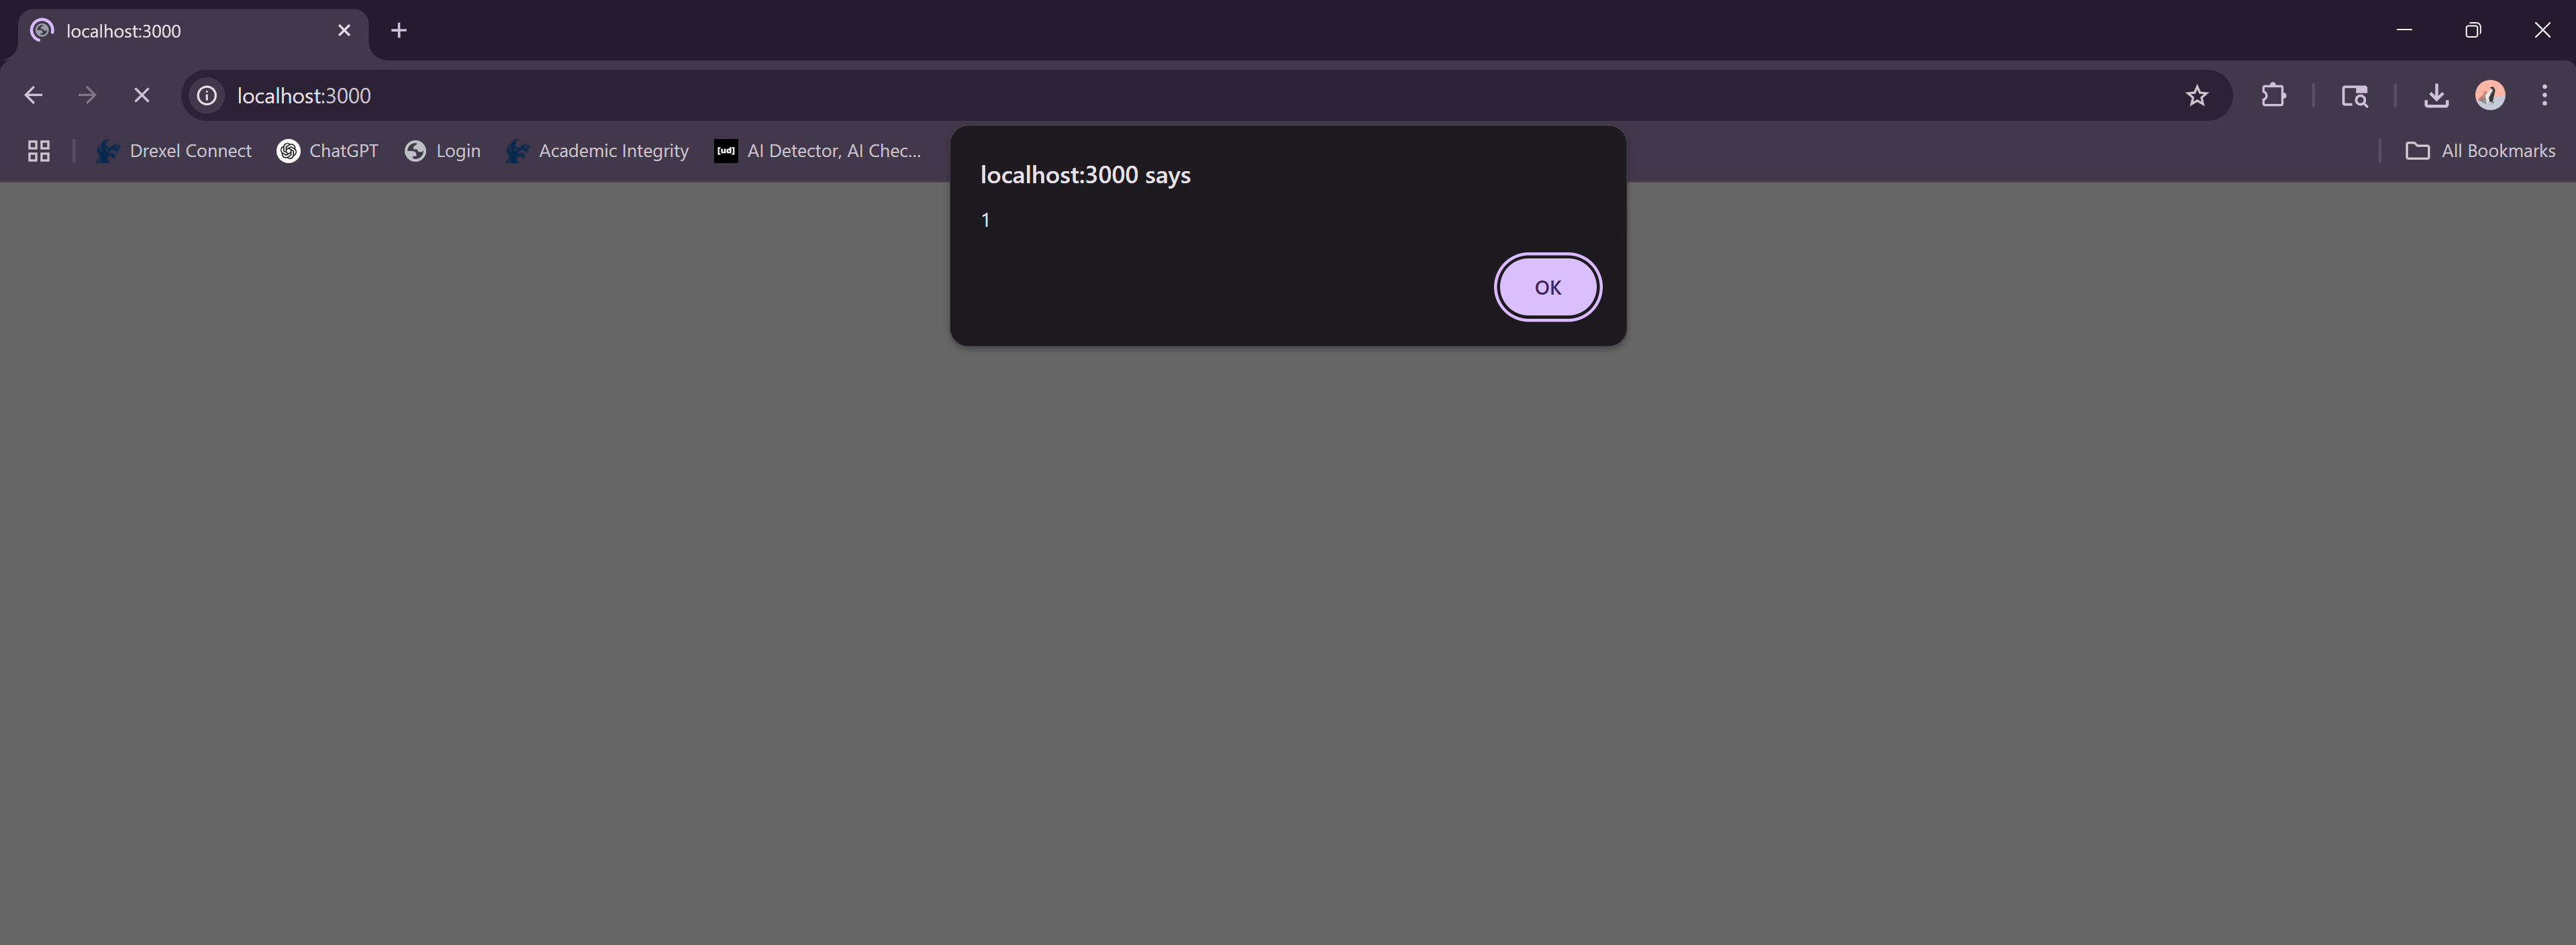 localhost:3000
localhost:3000
Drexel Connect
ChatGPT
Login
Academic Integrity
[ud]
AI Detector, AI Chec...
All Bookmarks
localhost:3000 says
1
OK